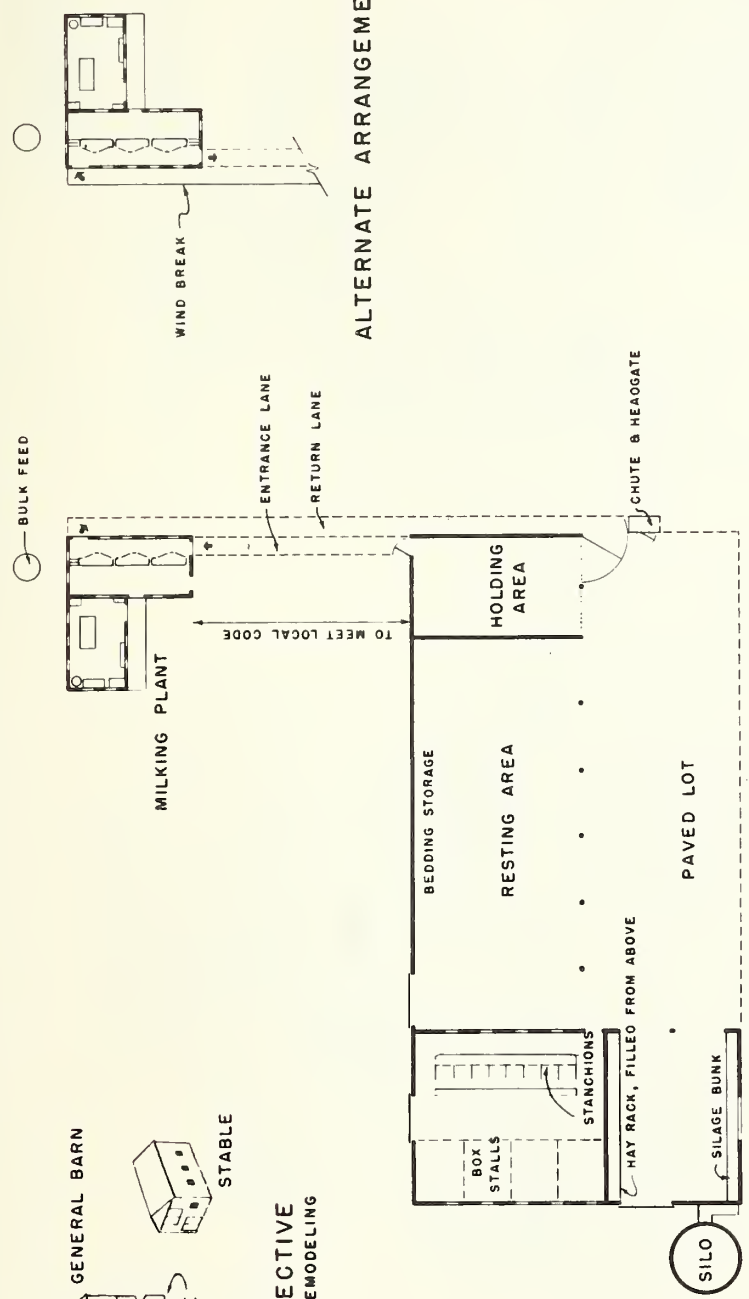 GENERAL BARN
STABLE
ECTIVE
EMODELING
MILKING PLANT
BULK FEED
WIND BREAK
ALTERNATE ARRANGEME
ENTRANCE LANE
RETURN LANE
TO MEET LOCAL CODE
CHUTE & HEADGATE
HOLDING
AREA
BEDDING STORAGE
RESTING AREA
PAVED LOT
BOX
STALLS
STANCHIONS
HAY RACK, FILLED FROM ABOVE
SILAGE BUNK
SILO